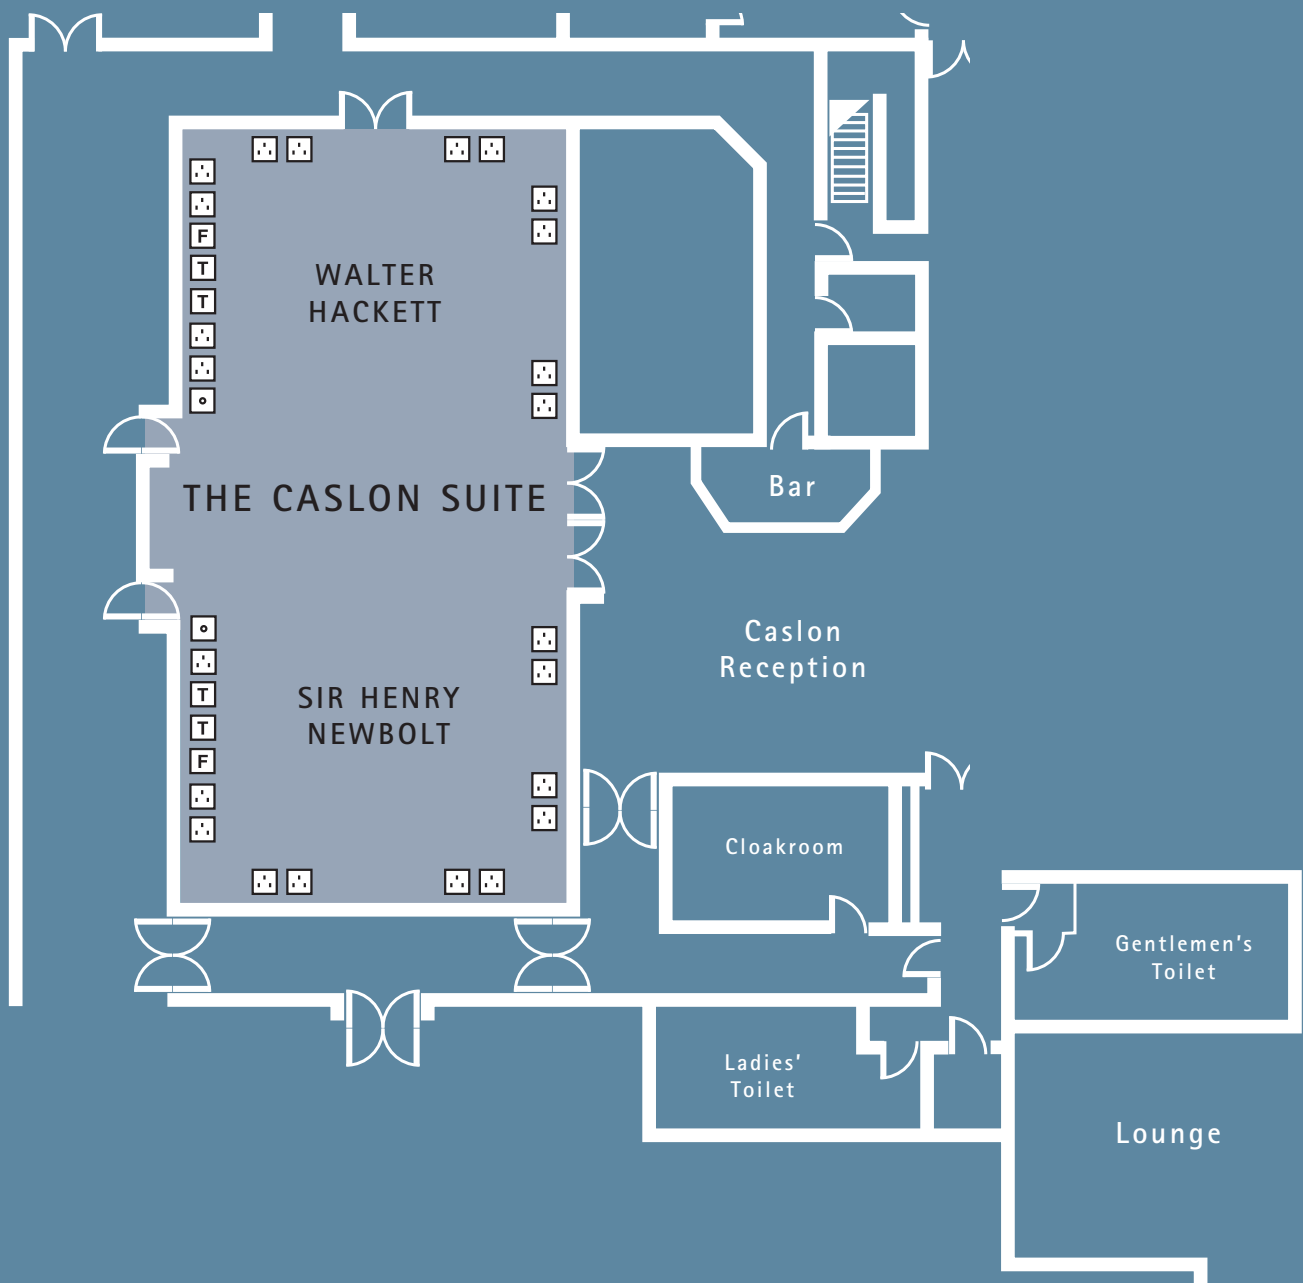 F
T
T
WALTER
HACKETT
THE CASLON SUITE
Bar
Caslon
Reception
T
T
F
SIR HENRY
NEWBOLT
Cloakroom
Gentlemen's
Toilet
Ladies'
Toilet
Lounge